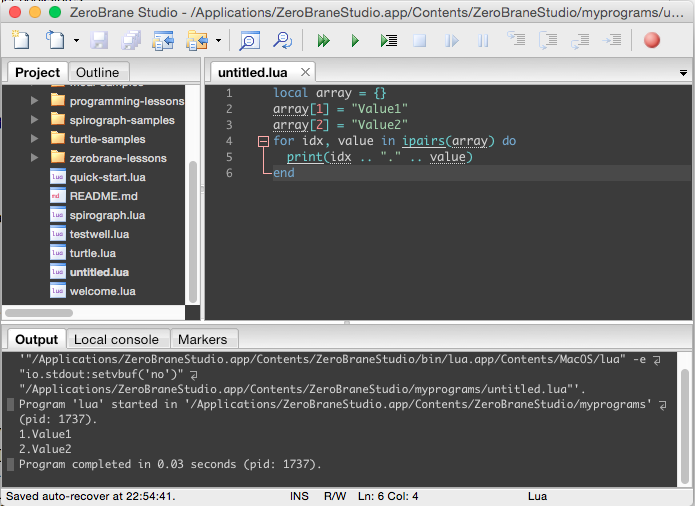 ZeroBrane Studio - /Applications/ZeroBraneStudio.app/Contents/ZeroBraneStudio/myprograms/u...
Project
Outline
programming-lessons
spirograph-samples
turtle-samples
zerobrane-lessons
quick-start.lua
README.md
spirograph.lua
testwell.lua
turtle.lua
untitled.lua
welcome.lua
untitled.lua
1 local array = {}
2 array[1] = "Value1"
3 array[2] = "Value2"
4 for idx, value in ipairs(array) do
5 print(idx .. "." .. value)
6 end
Output
Local console
Markers
'"/Applications/ZeroBraneStudio.app/Contents/ZeroBraneStudio/bin/lua.app/Contents/MacOS/lua" -e
"io.stdout:setvbuf('no')"
"/Applications/ZeroBraneStudio.app/Contents/ZeroBraneStudio/myprograms/untitled.lua"'.
Program 'lua' started in '/Applications/ZeroBraneStudio.app/Contents/ZeroBraneStudio/myprograms'
(pid: 1737).
1.Value1
2.Value2
Program completed in 0.03 seconds (pid: 1737).
Saved auto-recover at 22:54:41. INS R/W Ln: 6 Col: 4 Lua